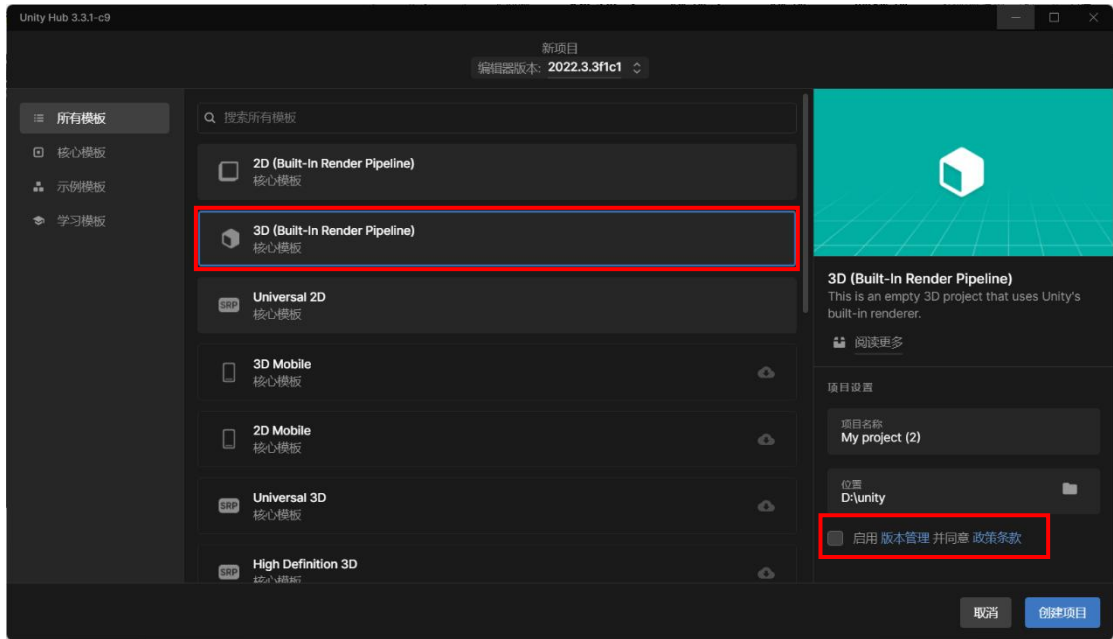 Unity Hub 3.3.1-c9
新项目
编辑器版本: 2022.3.3f1c1
所有模板
核心模板
示例模板
学习模板
搜索所有模板
2D (Built-In Render Pipeline)
核心模板
3D (Built-In Render Pipeline)
核心模板
SRP
Universal 2D
核心模板
3D Mobile
核心模板
2D Mobile
核心模板
SRP
Universal 3D
核心模板
SRP
High Definition 3D
核心模板
3D (Built-In Render Pipeline)
This is an empty 3D project that uses Unity's
built-in renderer.
阅读更多
项目设置
项目名称
My project (2)
位置
D:\unity
启用 版本管理 并同意 政策条款
取消
创建项目